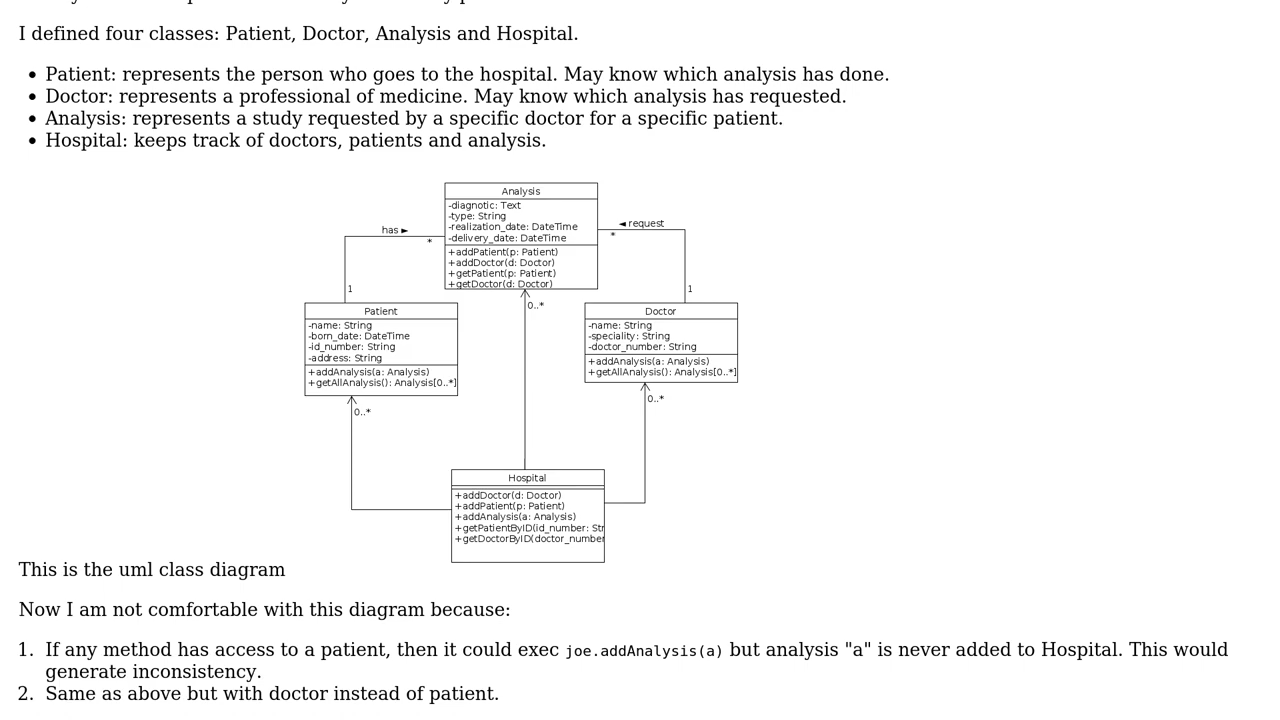 I defined four classes: Patient, Doctor, Analysis and Hospital.
• Patient: represents the person who goes to the hospital. May know which analysis has done.
• Doctor: represents a professional of medicine. May know which analysis has requested.
• Analysis: represents a study requested by a specific doctor for a specific patient.
• Hospital: keeps track of doctors, patients and analysis.
Analysis
-diagnotic: Text
-type: String
-realization_date: DateTime
-delivery_date: DateTime
+addPatient(p: Patient)
+addDoctor(d: Doctor)
+getPatient(p: Patient)
+getDoctor(d: Doctor)
has ►
*
1
◄ request
*
1
0..*
Patient
-name: String
-born_date: DateTime
-id_number: String
-address: String
+addAnalysis(a: Analysis)
+getAllAnalysis(): Analysis[0..*]
0..*
Doctor
-name: String
-speciality: String
-doctor_number: String
+addAnalysis(a: Analysis)
+getAllAnalysis(): Analysis[0..*]
0..*
Hospital
+addDoctor(d: Doctor)
+addPatient(p: Patient)
+addAnalysis(a: Analysis)
+getPatientByID(id_number: Str
+getDoctorByID(doctor_number
This is the uml class diagram
Now I am not comfortable with this diagram because:
1. If any method has access to a patient, then it could exec joe.addAnalysis(a) but analysis "a" is never added to Hospital. This would
generate inconsistency.
2. Same as above but with doctor instead of patient.